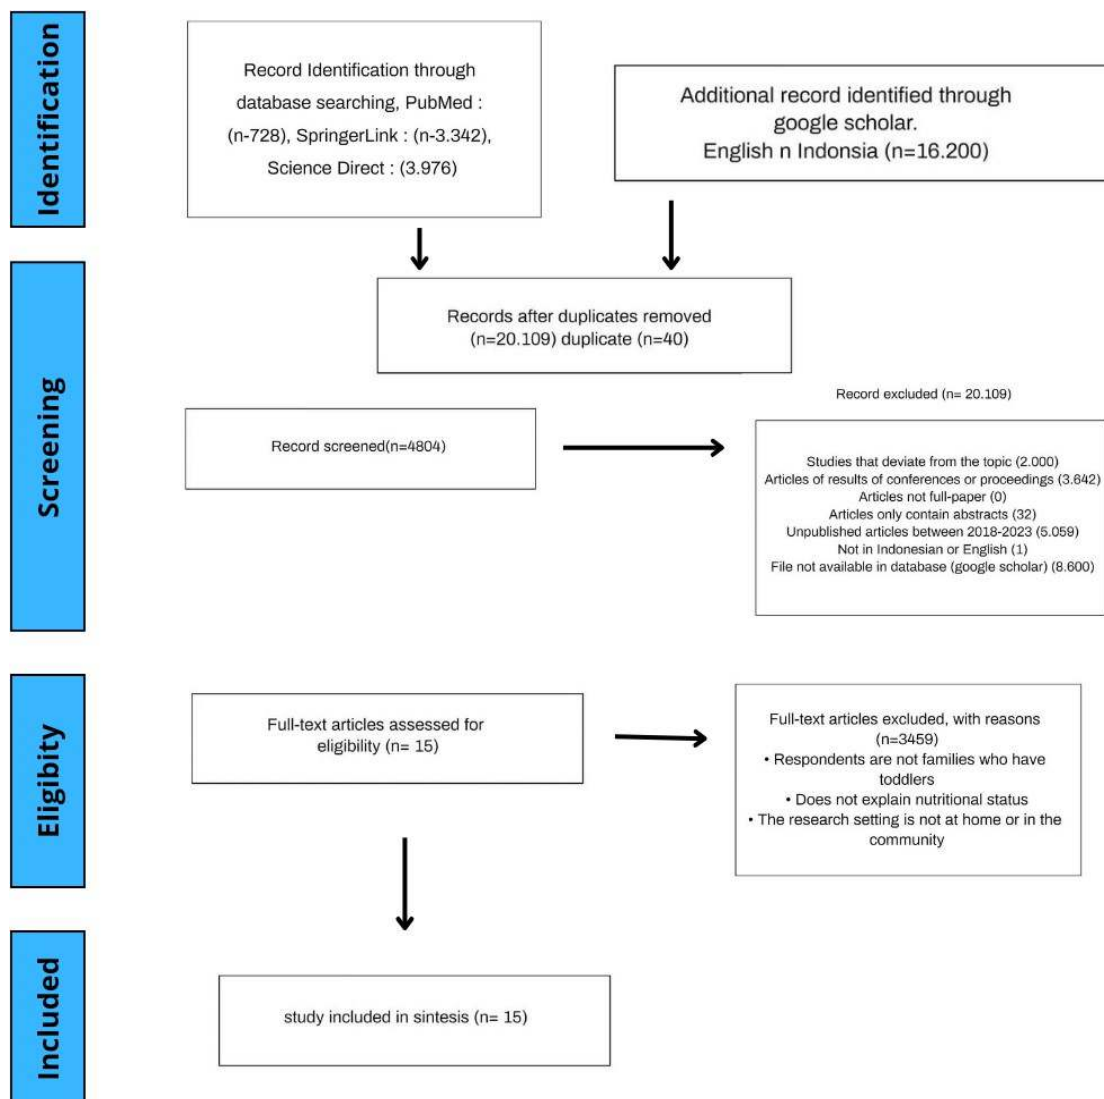 Identification
Record Identification through
database searching, PubMed :
(n-728), SpringerLink : (n-3.342),
Science Direct : (3.976)
Additional record identified through
google scholar.
English n Indonsia (n=16.200)
Screening
Records after duplicates removed
(n=20.109) duplicate (n=40)
Record screened(n=4804)
Record excluded (n= 20.109)
Studies that deviate from the topic (2.000)
Articles of results of conferences or proceedings (3.642)
Articles not full-paper (0)
Articles only contain abstracts (32)
Unpublished articles between 2018-2023 (5.059)
Not in Indonesian or English (1)
File not available in database (google scholar) (8.600)
Eligibity
Full-text articles assessed for
eligibility (n= 15)
Full-text articles excluded, with reasons
(n=3459)
• Respondents are not families who have
toddlers
• Does not explain nutritional status
• The research setting is not at home or in the
community
Included
study included in sintesis (n= 15)